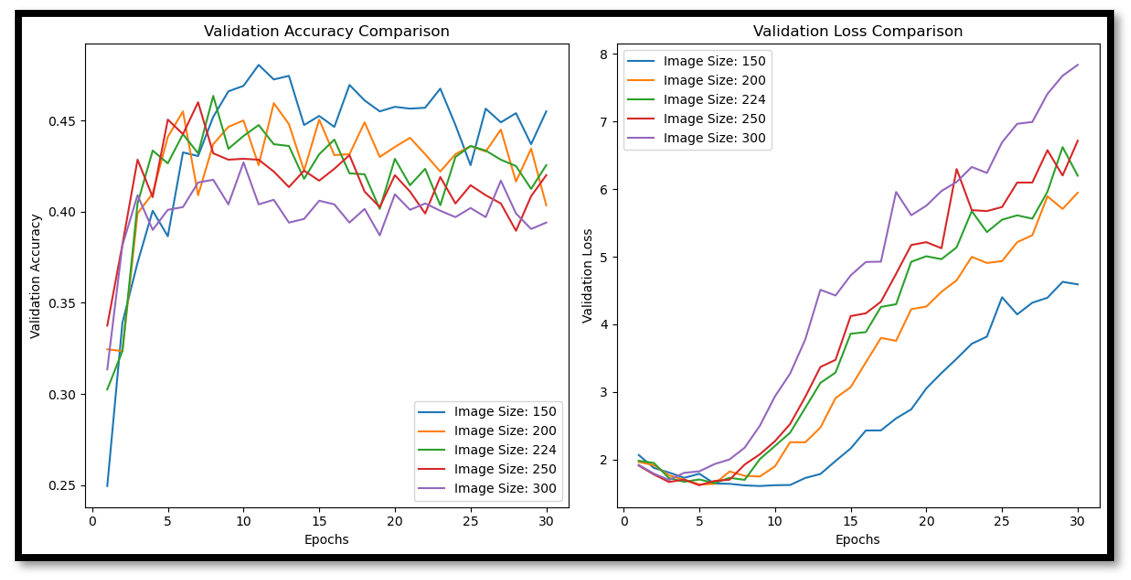 Validation Accuracy Comparison
Validation Accuracy
0.45
0.40
0.35
0.30
0.25
0 5 10 15 20 25 30
Epochs
Image Size: 150
Image Size: 200
Image Size: 224
Image Size: 250
Image Size: 300
Validation Loss Comparison
Validation Loss
8
7
6
5
4
3
2
0 5 10 15 20 25 30
Epochs
Image Size: 150
Image Size: 200
Image Size: 224
Image Size: 250
Image Size: 300